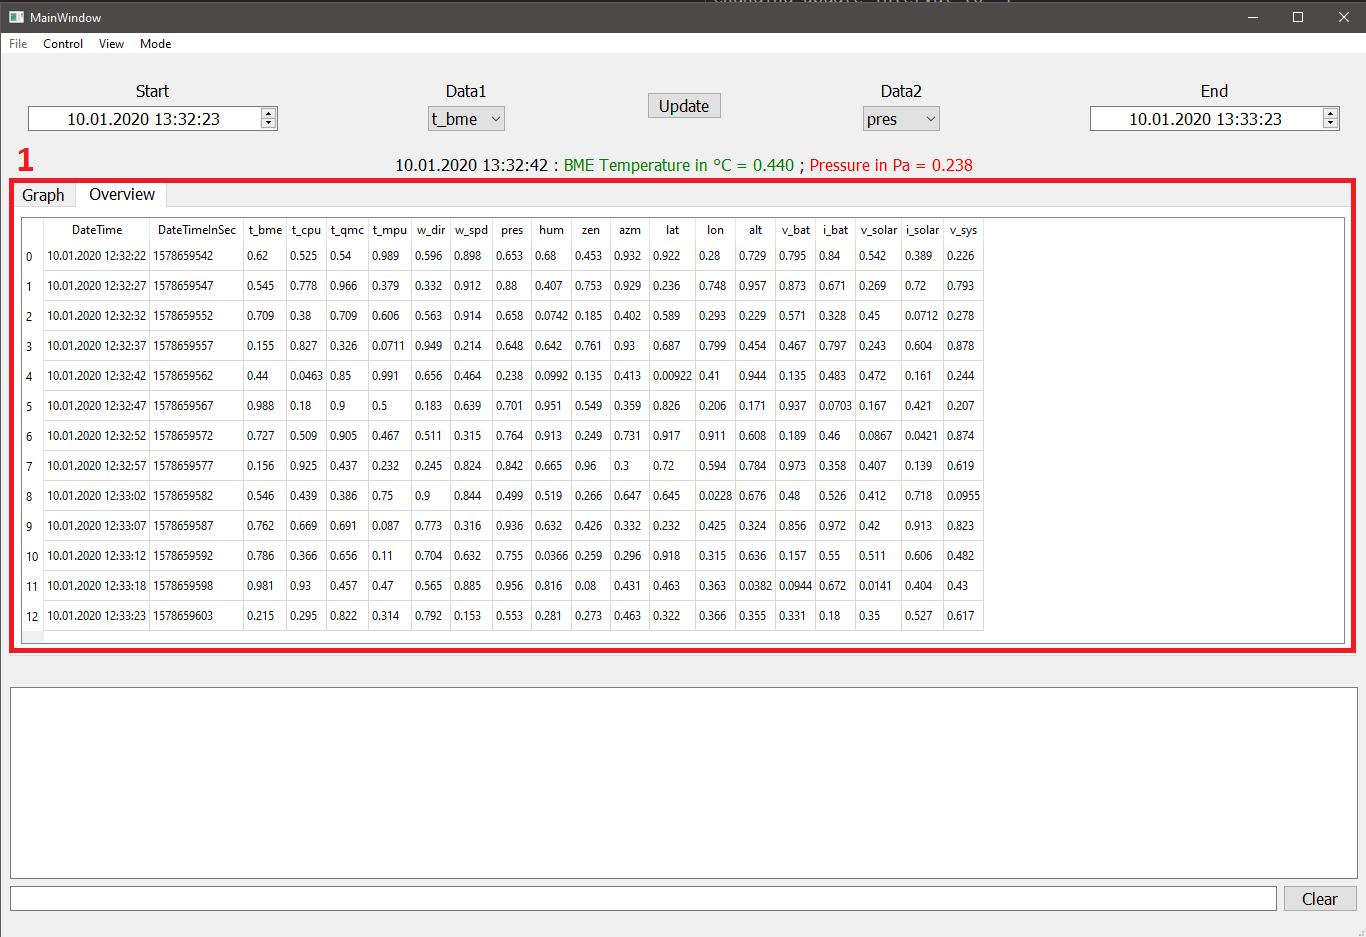 MainWindow
File Control View Mode
Start Data1 Data2 End
10.01.2020 13:32:23 t_bme Update pres 10.01.2020 13:33:23
1
10.01.2020 13:32:42 : BME Temperature in °C = 0.440 ; Pressure in Pa = 0.238
Graph Overview
DateTime DateTimeInSec t_bme t_cpu t_qmc t_mpu w_dir w_spd pres hum zen azm lat lon alt v_bat i_bat v_solar i_solar v_sys
0 10.01.2020 12:32:22 1578659542 0.62 0.525 0.54 0.989 0.596 0.898 0.653 0.68 0.453 0.932 0.922 0.28 0.729 0.795 0.84 0.542 0.389 0.226
1 10.01.2020 12:32:27 1578659547 0.545 0.778 0.966 0.379 0.332 0.912 0.88 0.407 0.753 0.929 0.236 0.748 0.957 0.873 0.671 0.269 0.72 0.793
2 10.01.2020 12:32:32 1578659552 0.709 0.38 0.709 0.606 0.563 0.914 0.658 0.0742 0.185 0.402 0.589 0.293 0.229 0.571 0.328 0.45 0.0712 0.278
3 10.01.2020 12:32:37 1578659557 0.155 0.827 0.326 0.0711 0.949 0.214 0.648 0.642 0.761 0.93 0.687 0.799 0.454 0.467 0.797 0.243 0.604 0.878
4 10.01.2020 12:32:42 1578659562 0.44 0.0463 0.85 0.991 0.656 0.464 0.238 0.0992 0.135 0.413 0.00922 0.41 0.944 0.135 0.483 0.472 0.161 0.244
5 10.01.2020 12:32:47 1578659567 0.988 0.18 0.9 0.5 0.183 0.639 0.701 0.951 0.549 0.359 0.826 0.206 0.171 0.937 0.0703 0.167 0.421 0.207
6 10.01.2020 12:32:52 1578659572 0.727 0.509 0.905 0.467 0.511 0.315 0.764 0.913 0.249 0.731 0.917 0.911 0.608 0.189 0.46 0.0867 0.0421 0.874
7 10.01.2020 12:32:57 1578659577 0.156 0.925 0.437 0.232 0.245 0.824 0.842 0.665 0.96 0.3 0.72 0.594 0.784 0.973 0.358 0.407 0.139 0.619
8 10.01.2020 12:33:02 1578659582 0.546 0.439 0.386 0.75 0.9 0.844 0.499 0.519 0.266 0.647 0.645 0.0228 0.676 0.48 0.526 0.412 0.718 0.0955
9 10.01.2020 12:33:07 1578659587 0.762 0.669 0.691 0.087 0.773 0.316 0.936 0.632 0.426 0.332 0.232 0.425 0.324 0.856 0.972 0.42 0.913 0.823
10 10.01.2020 12:33:12 1578659592 0.786 0.366 0.656 0.11 0.704 0.632 0.755 0.0366 0.259 0.296 0.918 0.315 0.636 0.157 0.55 0.511 0.606 0.482
11 10.01.2020 12:33:18 1578659598 0.981 0.93 0.457 0.47 0.565 0.885 0.956 0.816 0.08 0.431 0.463 0.363 0.0382 0.0944 0.672 0.0141 0.404 0.43
12 10.01.2020 12:33:23 1578659603 0.215 0.295 0.822 0.314 0.792 0.153 0.553 0.281 0.273 0.463 0.322 0.366 0.355 0.331 0.18 0.35 0.527 0.617
Clear